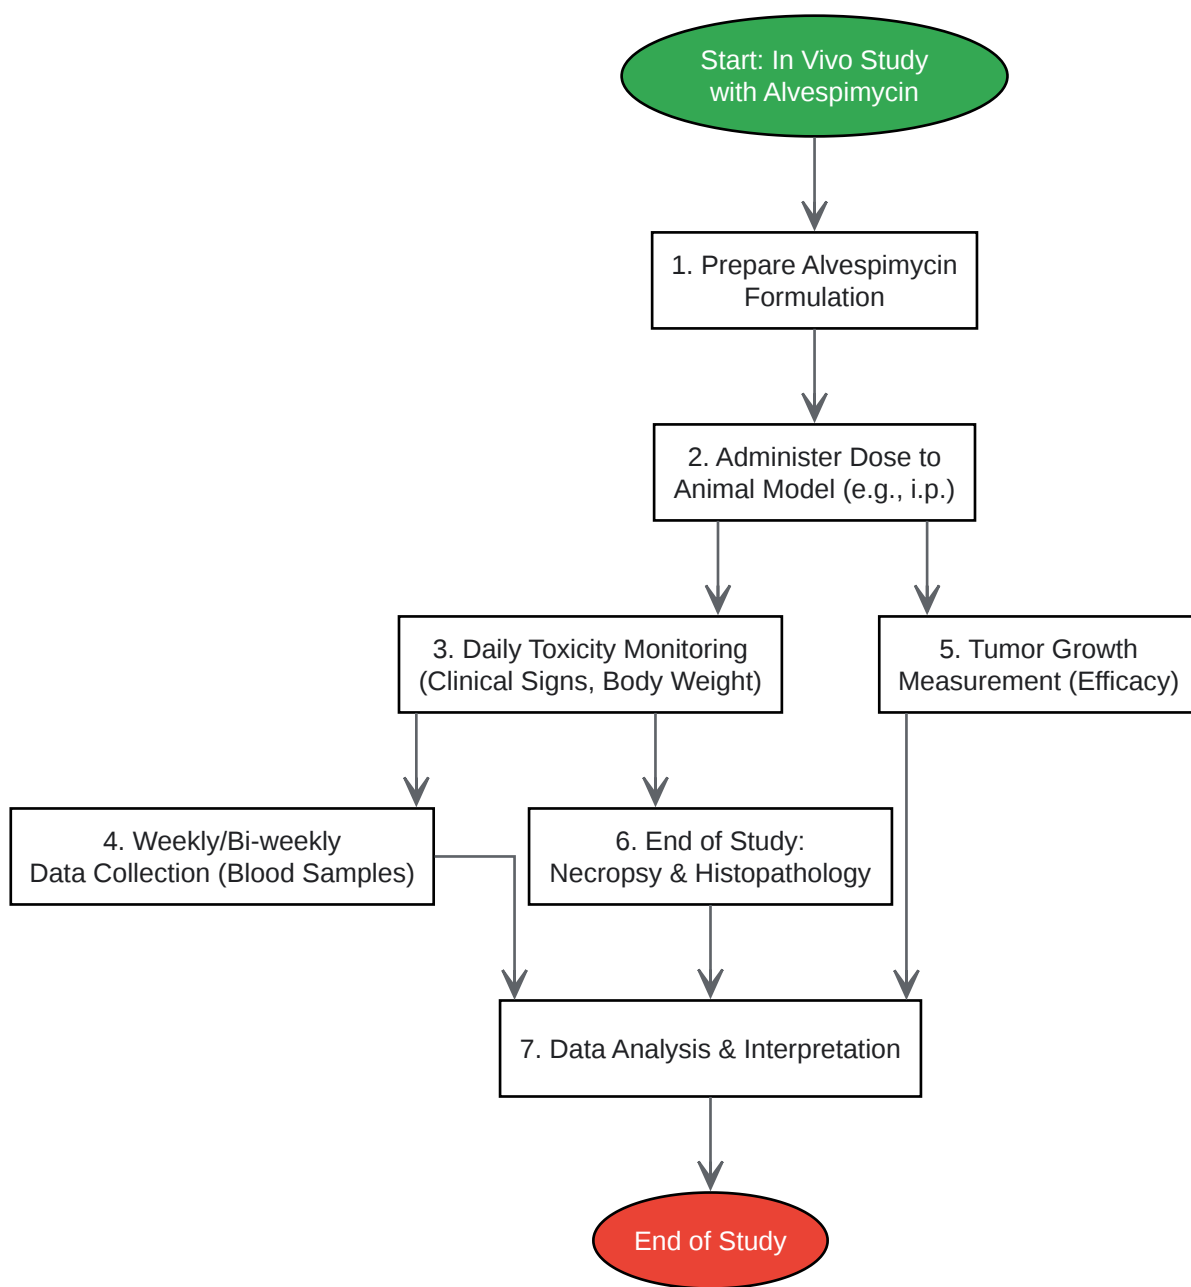 Start: In Vivo Study
with Alvespimycin
1. Prepare Alvespimycin
Formulation
2. Administer Dose to
Animal Model (e.g., i.p.)
3. Daily Toxicity Monitoring
(Clinical Signs, Body Weight)
5. Tumor Growth
Measurement (Efficacy)
4. Weekly/Bi-weekly
Data Collection (Blood Samples)
6. End of Study:
Necropsy & Histopathology
7. Data Analysis & Interpretation
End of Study